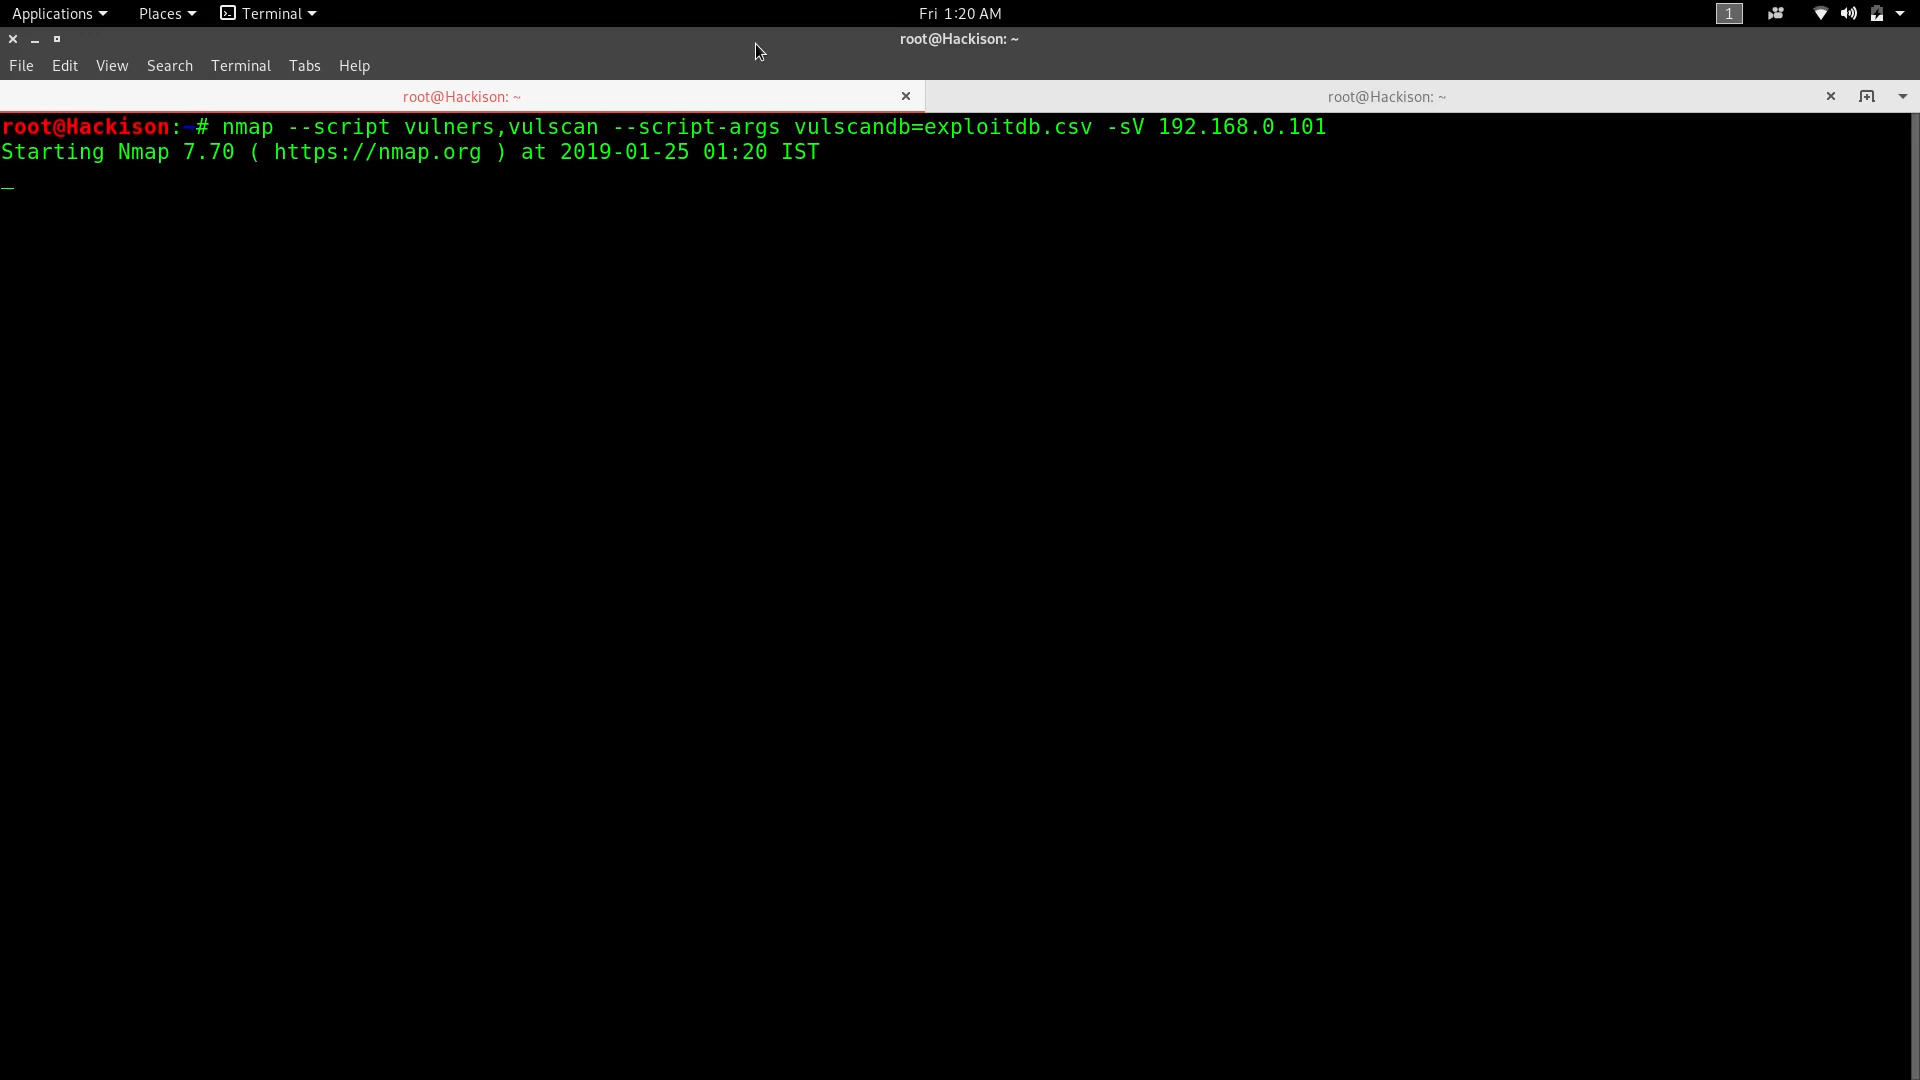 Applications Places Terminal Fri 1:20 AM 1
root@Hackison: ~
File Edit View Search Terminal Tabs Help
root@Hackison: ~ root@Hackison: ~
root@Hackison:~# nmap --script vulners,vulscan --script-args vulscandb=exploitdb.csv -sV 192.168.0.101
Starting Nmap 7.70 ( https://nmap.org ) at 2019-01-25 01:20 IST